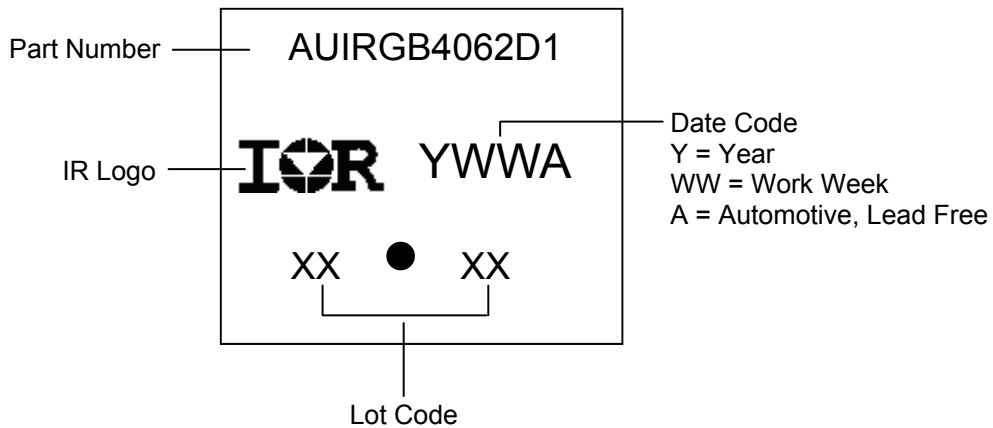 Part Number
AUIRGB4062D1
IR Logo
IOR
YWWA
Date Code
Y = Year
WW = Work Week
A = Automotive, Lead Free
XX
XX
Lot Code